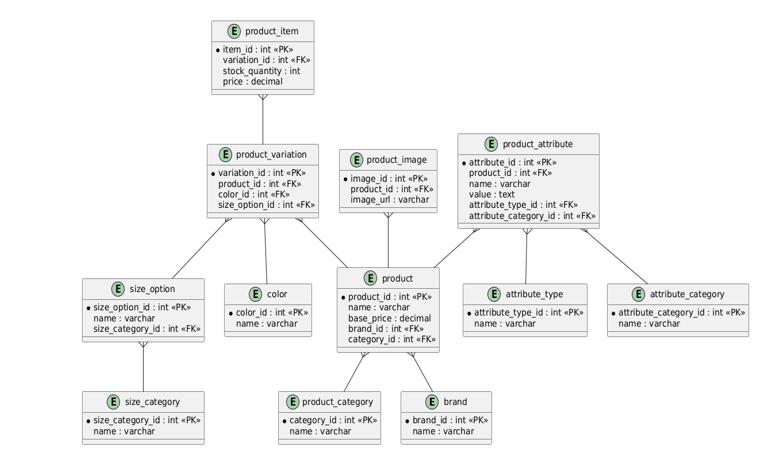 E product_item
item_id : int «PK»
variation_id : int «FK»
stock_quantity : int
price : decimal
E product_variation
variation_id : int «PK»
product_id : int «FK»
color_id : int «FK»
size_option_id : int «FK»
E product_image
image_id : int «PK»
product_id : int «FK»
image_url : varchar
E product_attribute
attribute_id : int «PK»
product_id : int «FK»
name : varchar
value : text
attribute_type_id : int «FK»
attribute_category_id : int «FK»
E size_option
size_option_id : int «PK»
name : varchar
size_category_id : int «FK»
E color
color_id : int «PK»
name : varchar
E product
product_id : int «PK»
name : varchar
base_price : decimal
brand_id : int «FK»
category_id : int «FK»
E attribute_type
attribute_type_id : int «PK»
name : varchar
E attribute_category
attribute_category_id : int «PK»
name : varchar
E size_category
size_category_id : int «PK»
name : varchar
E product_category
category_id : int «PK»
name : varchar
E brand
brand_id : int «PK»
name : varchar